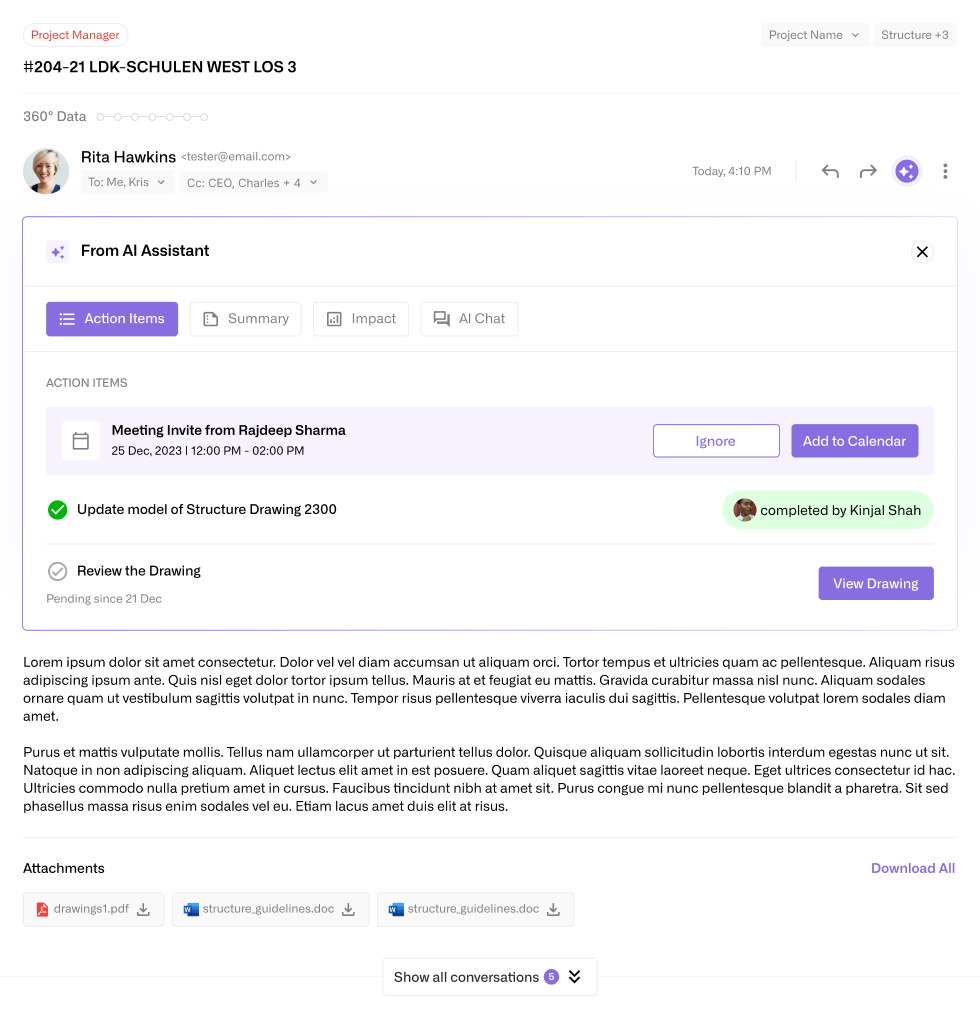 Project Manager
Project Name
Structure +3
#204-21 LDK-SCHULEN WEST LOS 3
360° Data
Rita Hawkins <tester@email.com>
To: Me, Kris
Cc: CEO, Charles + 4
Today, 4:10 PM
From AI Assistant
Action Items
Summary
Impact
AI Chat
ACTION ITEMS
Meeting Invite from Rajdeep Sharma
25 Dec, 2023 | 12:00 PM - 02:00 PM
Ignore
Add to Calendar
Update model of Structure Drawing 2300
completed by Kinjal Shah
Review the Drawing
Pending since 21 Dec
View Drawing
Lorem ipsum dolor sit amet consectetur. Dolor vel vel diam accumsan ut aliquam orci. Tortor tempus et ultricies quam ac pellentesque. Aliquam risus
adipiscing ipsum ante. Quis nisl eget dolor tortor ipsum tellus. Mauris at et feugiat eu mattis. Gravida curabitur massa nisl nunc. Aliquam sodales
ornare quam ut vestibulum sagittis volutpat in nunc. Tempor risus pellentesque viverra iaculis dui sagittis. Pellentesque volutpat lorem sodales diam
amet.
Purus et mattis vulputate mollis. Tellus nam ullamcorper ut parturient tellus dolor. Quisque aliquam sollicitudin lobortis interdum egestas nunc ut sit.
Natoque in non adipiscing aliquam. Aliquet lectus elit amet in est posuere. Quam aliquet sagittis vitae laoreet neque. Eget ultrices consectetur id hac.
Ultricies commodo nulla pretium amet in cursus. Faucibus tincidunt nibh at amet sit. Purus congue mi nunc pellentesque blandit a pharetra. Sit sed
phasellus massa risus enim sodales vel eu. Etiam lacus amet duis elit at risus.
Attachments
Download All
drawings1.pdf
structure_guidelines.doc
structure_guidelines.doc
Show all conversations 5